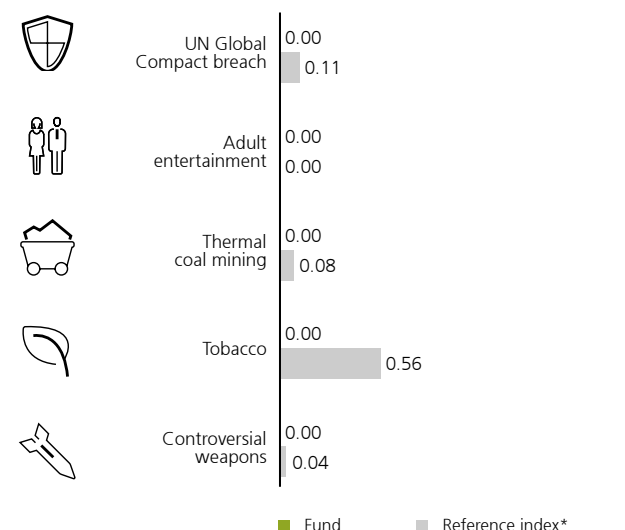 UN Global
Compact breach
0.00
0.11
Adult
entertainment
0.00
0.00
Thermal
coal mining
0.00
0.08
Tobacco
0.00
0.56
Controversial
weapons
0.00
0.04
Fund
Reference index*